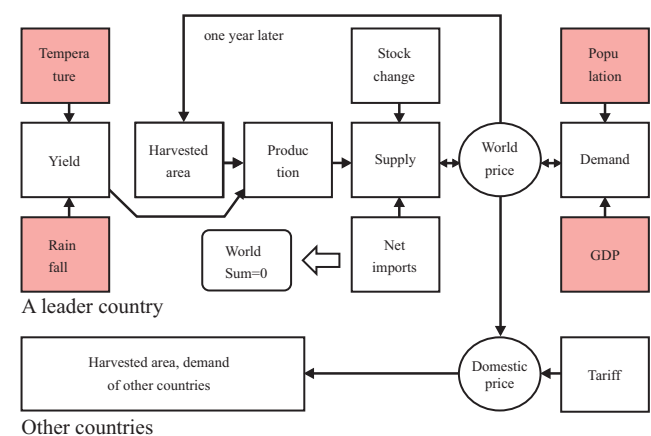 one year later
Tempera
ture
Stock
change
Popu
lation
Yield
Harvested
area
Produc
tion
Supply
World
price
Demand
Rain
fall
World
Sum=0
Net
imports
GDP
A leader country
Harvested area, demand
of other countries
Domestic
price
Tariff
Other countries